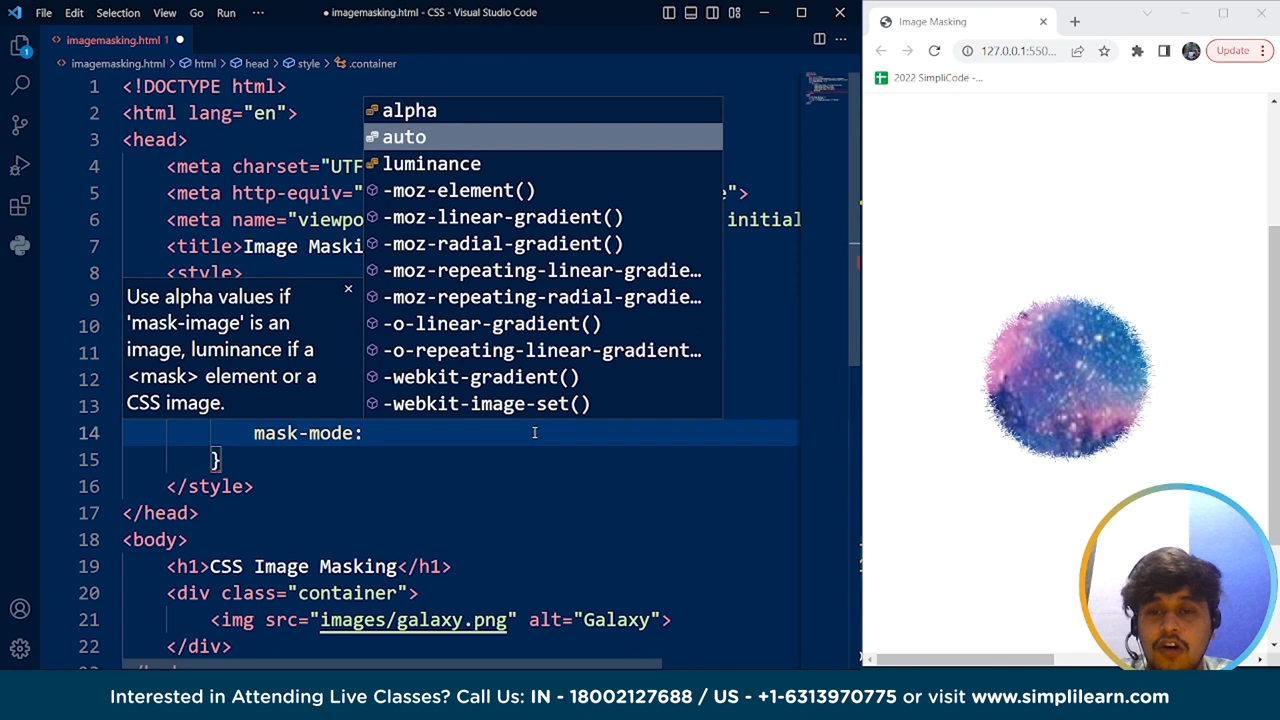 File Edit Selection View Go Run ··· ● imagemasking.html - CSS - Visual Studio Code
imagemasking.html 1 ●
imagemasking.html > html > head > style > .container
1 <!DOCTYPE html>
2 <html lang="en">
3 <head>
4 <meta charset="UTF
5 <meta http-equiv=" e">
6 <meta name="viewpo initial
7 <title>Image Maski
8 <style>
9
10
11
12
13
14 mask-mode:
15 }
16 </style>
17 </head>
18 <body>
19 <h1>CSS Image Masking</h1>
20 <div class="container">
21 <img src="images/galaxy.png" alt="Galaxy">
22 </div>
alpha
auto
luminance
-moz-element()
-moz-linear-gradient()
-moz-radial-gradient()
-moz-repeating-linear-gradie…
-moz-repeating-radial-gradie…
-o-linear-gradient()
-o-repeating-linear-gradient…
-webkit-gradient()
-webkit-image-set()
Use alpha values if
'mask-image' is an
image, luminance if a
<mask> element or a
CSS image.
1
Image Masking
127.0.0.1:550...
Update
2022 SimpliCode -...
Interested in Attending Live Classes? Call Us: IN - 18002127688 / US - +1-6313970775 or visit www.simplilearn.com